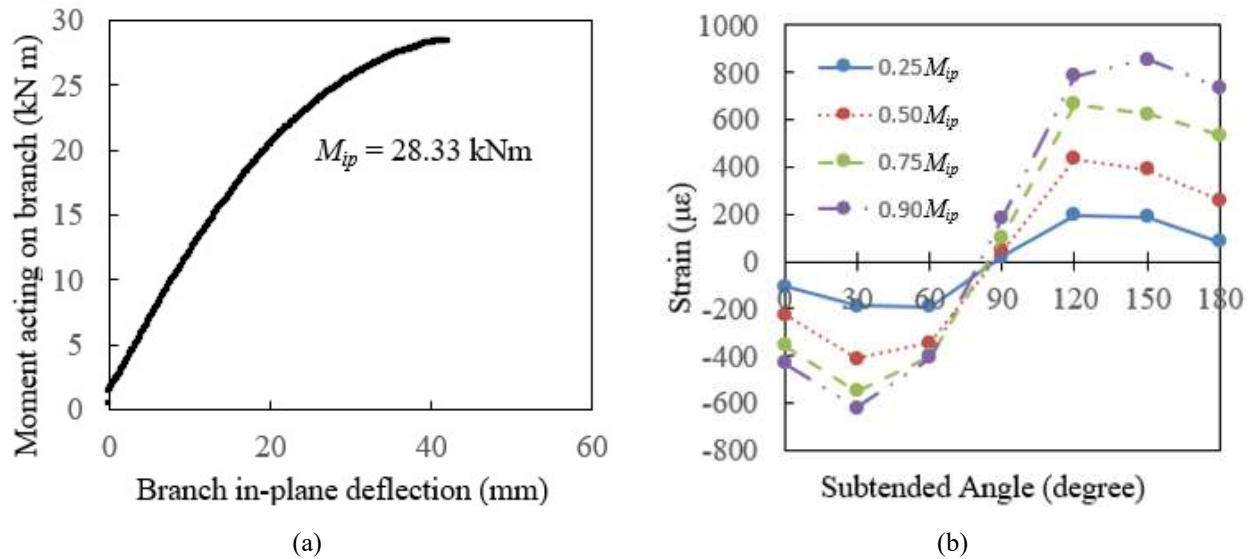 30
25
20
15
10
5
0
0
20
40
60
Moment acting on branch (kN m)
M_ip = 28.33 kNm
Branch in-plane deflection (mm)
(a)
1000
800
600
400
200
0
-200
-400
-600
-800
0
30
60
90
120
150
180
0.25M_ip
0.50M_ip
0.75M_ip
0.90M_ip
Strain (με)
Subtended Angle (degree)
(b)